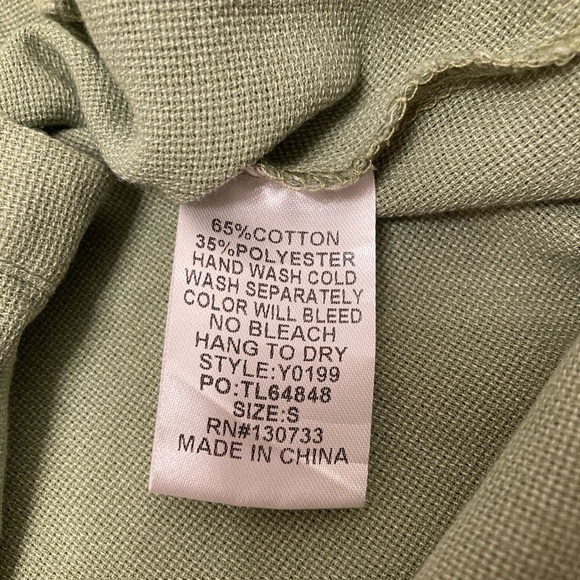 65%COTTON
35%POLYESTER
HAND WASH COLD
WASH SEPARATELY
COLOR WILL BLEED
NO BLEACH
HANG TO DRY
STYLE:Y0199
PO:TL64848
SIZE:S
RN#130733
MADE IN CHINA